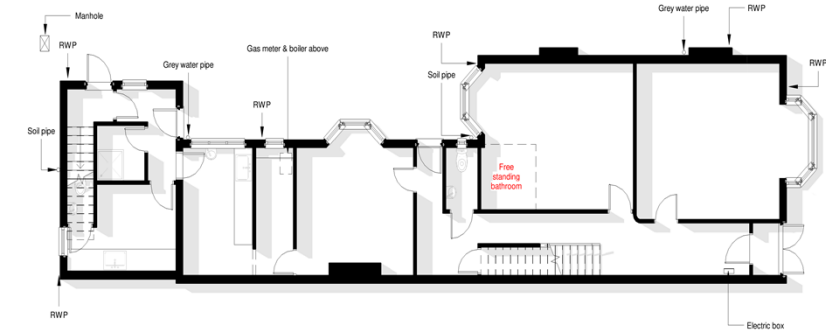 Manhole
Grey water pipe
RWP
RWP
RWP
Gas meter & boiler above
Grey water pipe
Soil pipe
RWP
RWP
Soil pipe
Free
standing
bathroom
RWP
Electric box